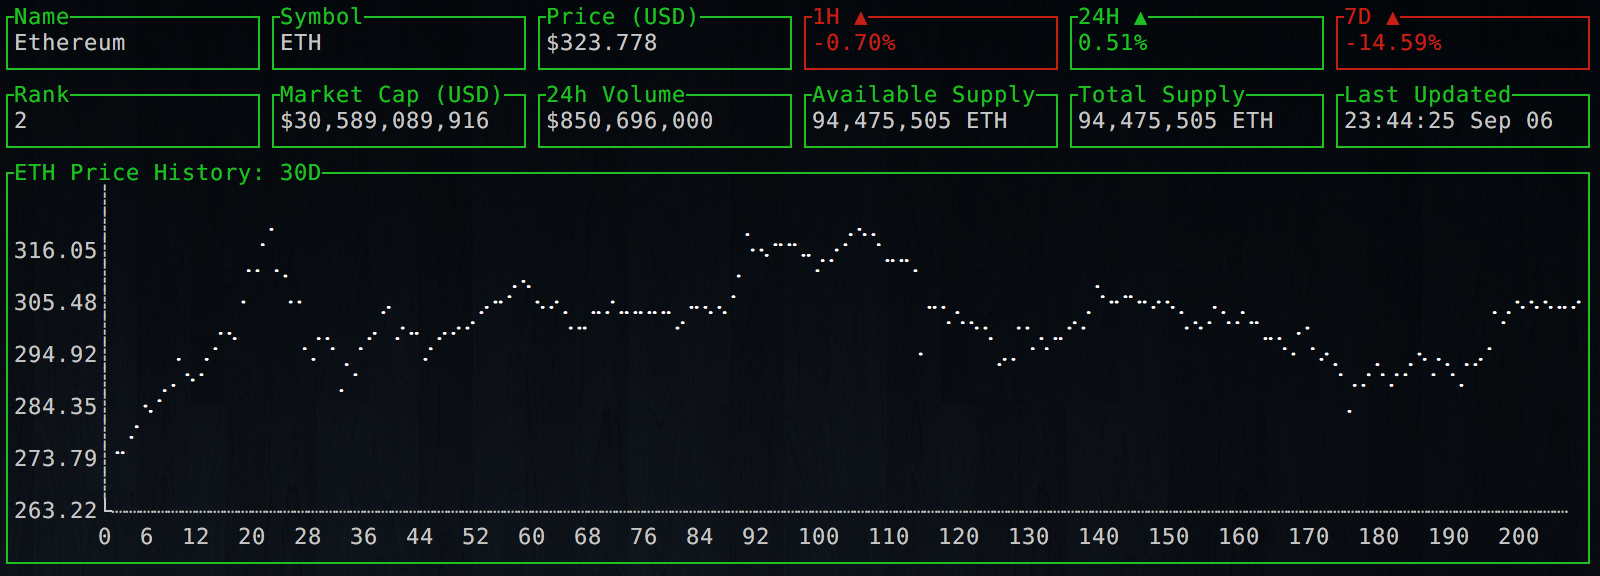 Name Symbol Price (USD) 1H ▲ 24H ▲ 7D ▲
Ethereum ETH $323.778 -0.70% 0.51% -14.59%
Rank Market Cap (USD) 24h Volume Available Supply Total Supply Last Updated
2 $30,589,089,916 $850,696,000 94,475,505 ETH 94,475,505 ETH 23:44:25 Sep 06
ETH Price History: 30D
316.05
305.48
294.92
284.35
273.79
263.22
0 6 12 20 28 36 44 52 60 68 76 84 92 100 110 120 130 140 150 160 170 180 190 200